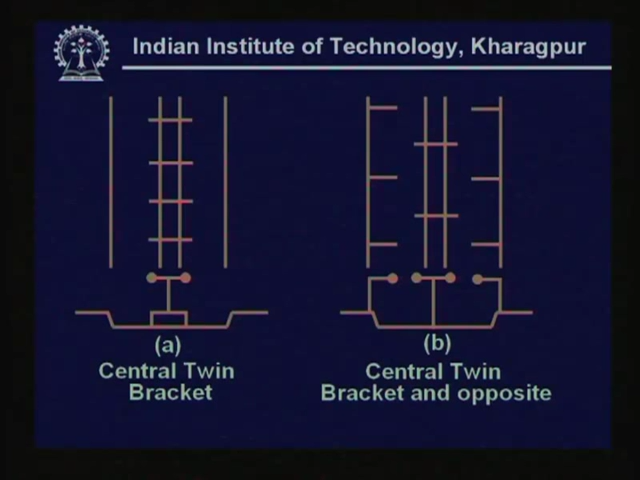 Indian Institute of Technology, Kharagpur
(a)
Central Twin
Bracket
(b)
Central Twin
Bracket and opposite